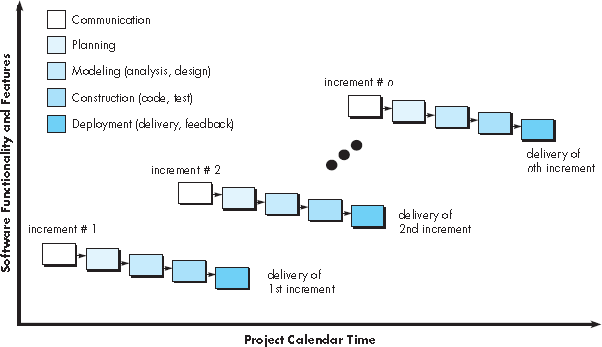 Software Functionality and Features
Communication
Planning
Modeling (analysis, design)
Construction (code, test)
Deployment (delivery, feedback)
increment # n
delivery of
nth increment
increment # 2
delivery of
2nd increment
increment # 1
delivery of
1st increment
Project Calendar Time